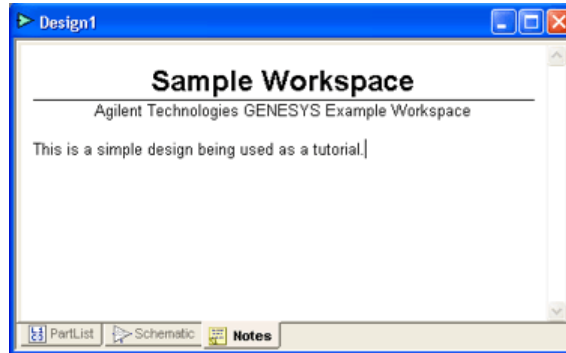 Design1
Sample Workspace
Agilent Technologies GENESYS Example Workspace
This is a simple design being used as a tutorial.
PartList Schematic Notes